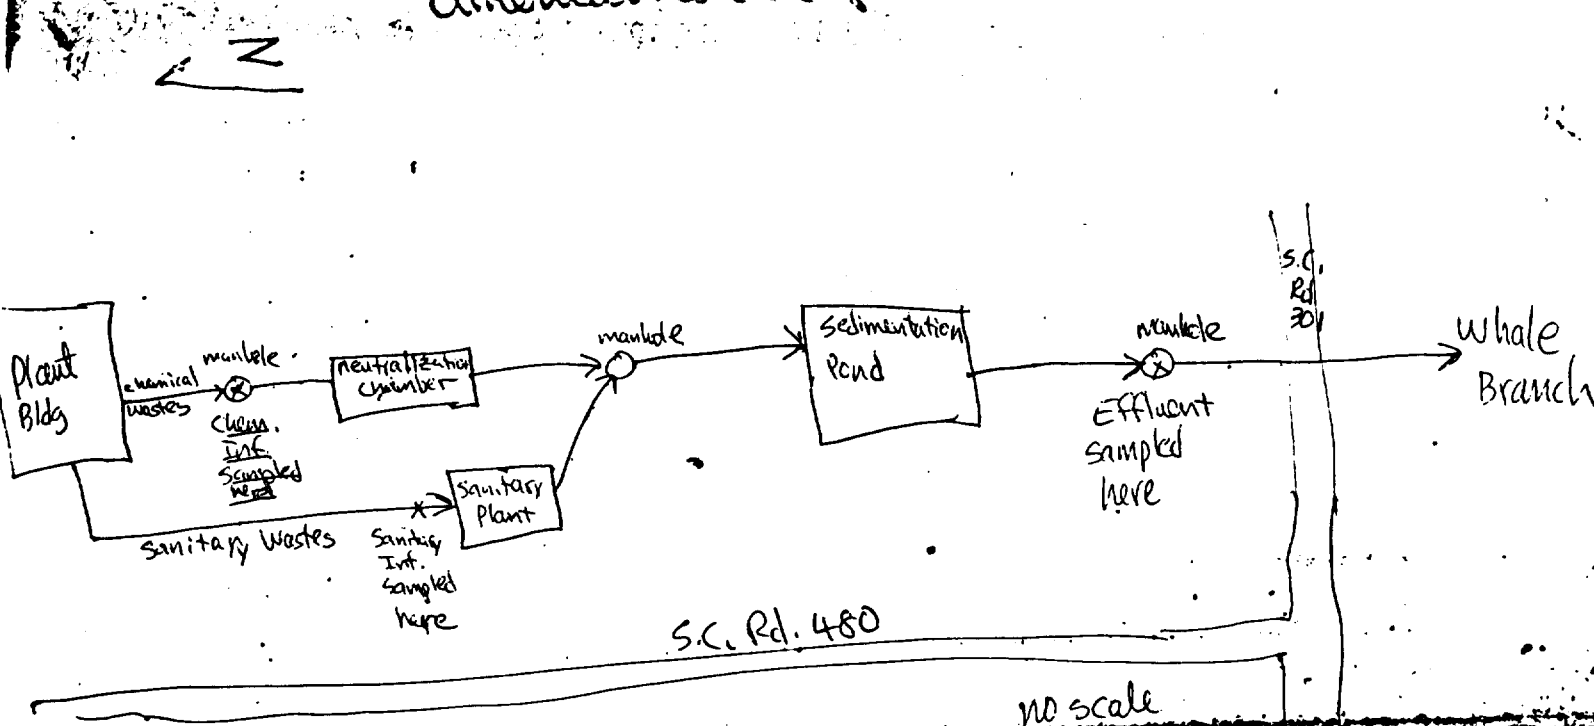 N
S.C.
Rd
30
Plant
Bldg
chemical
wastes
manhole
Chem.
Inf.
Sampled
here
neutralization
chamber
manhole
Sedimentation
Pond
manhole
Effluent
sampled
here
Whale
Branch
Sanitary Wastes
Sanitary
Inf.
Sampled
here
Sanitary
Plant
S.C. Rd. 480
no scale